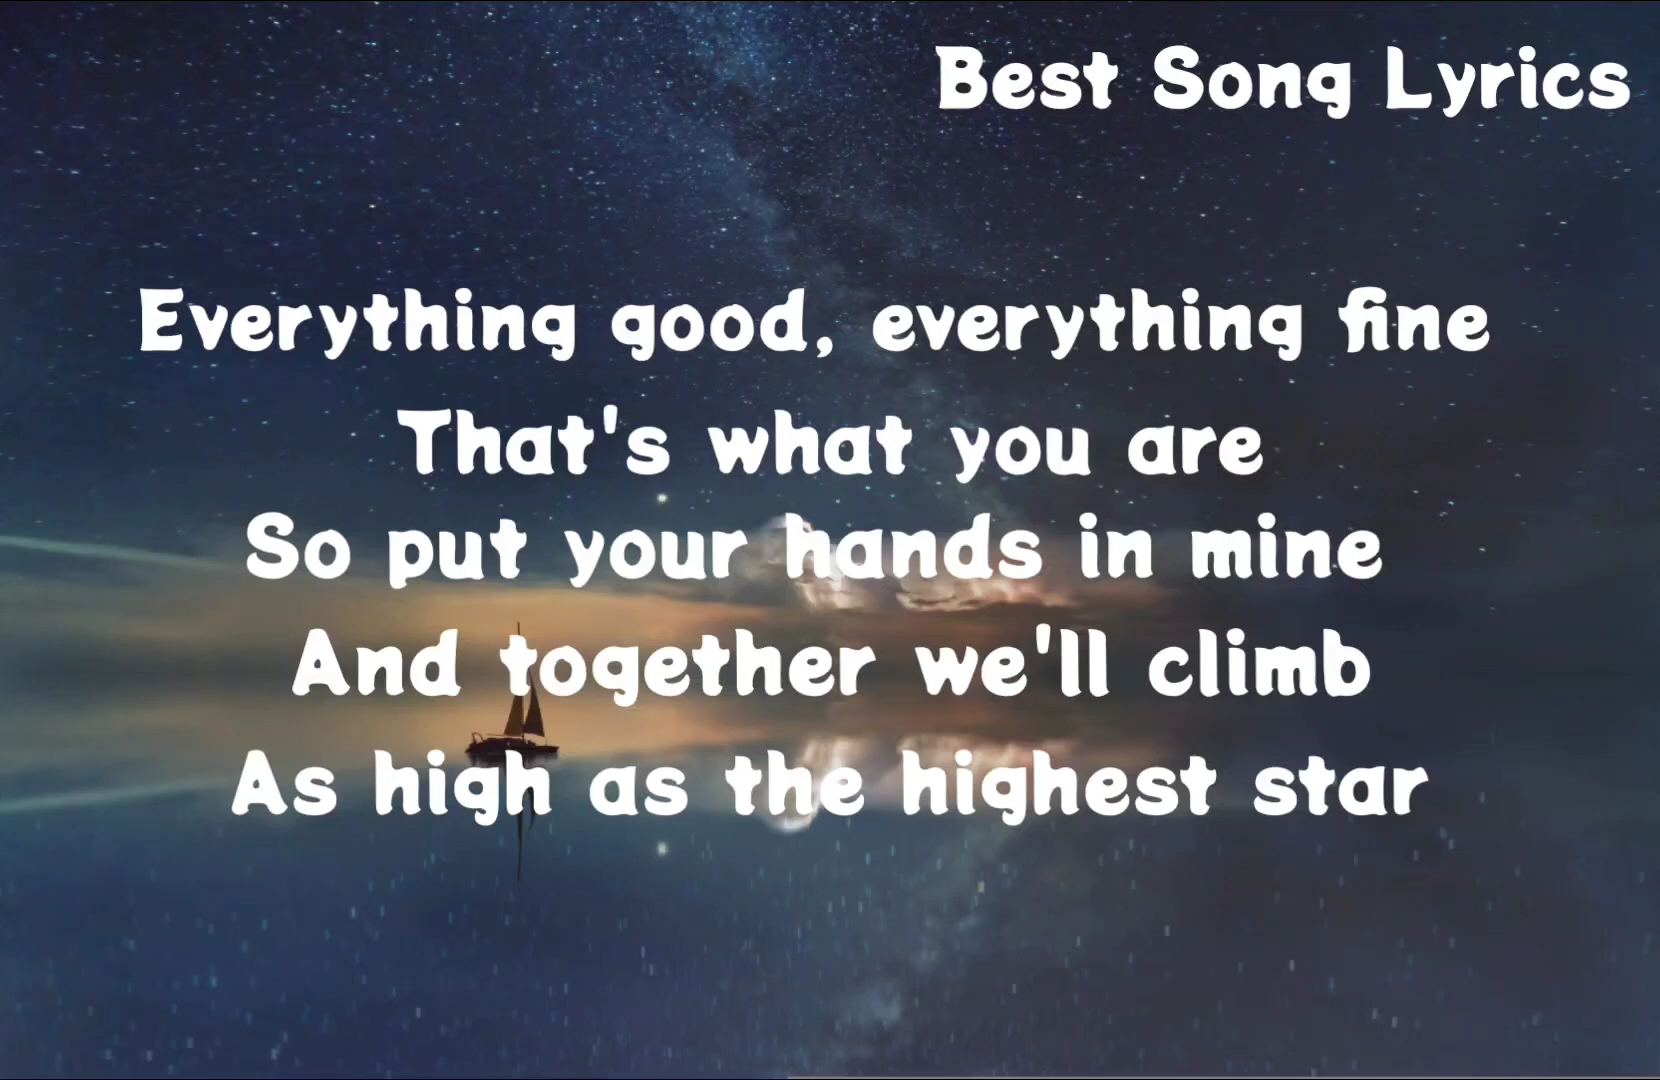 Best Song Lyrics
Everything good, everything fine
That's what you are
So put your hands in mine
And together we'll climb
As high as the highest star